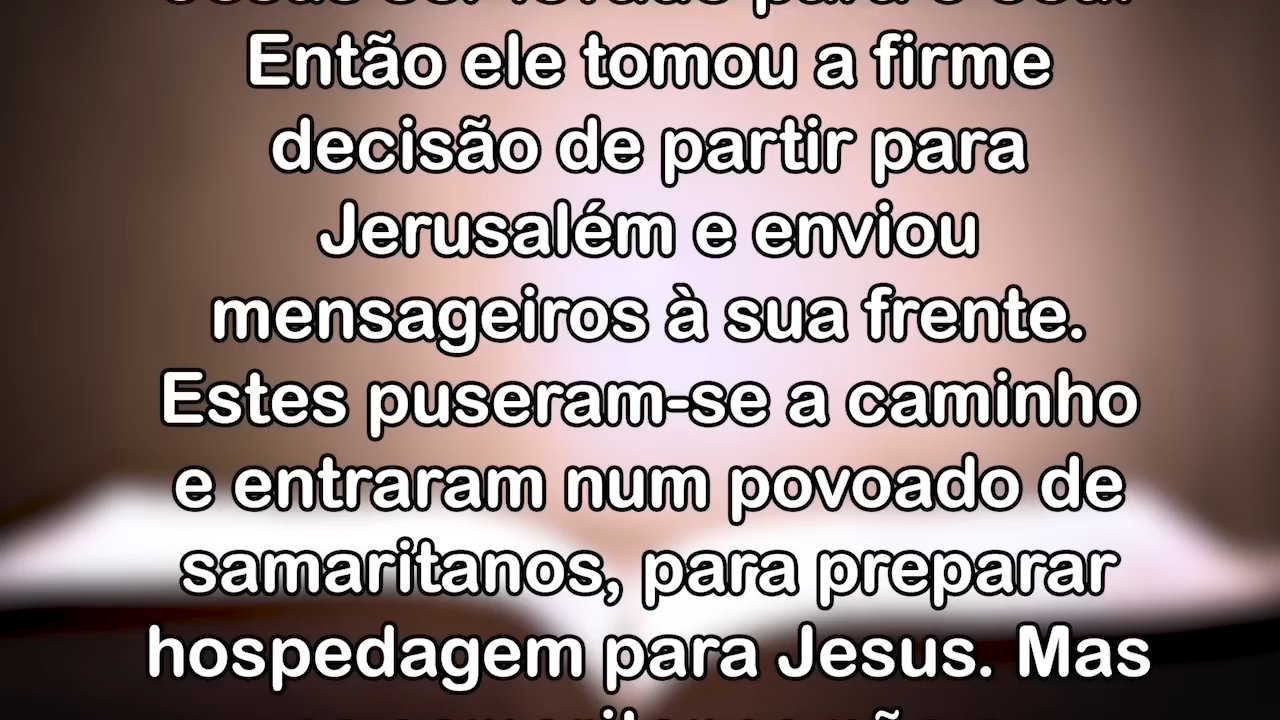 Então ele tomou a firme
decisão de partir para
Jerusalém e enviou
mensageiros à sua frente.
Estes puseram-se a caminho
e entraram num povoado de
samaritanos, para preparar
hospedagem para Jesus. Mas